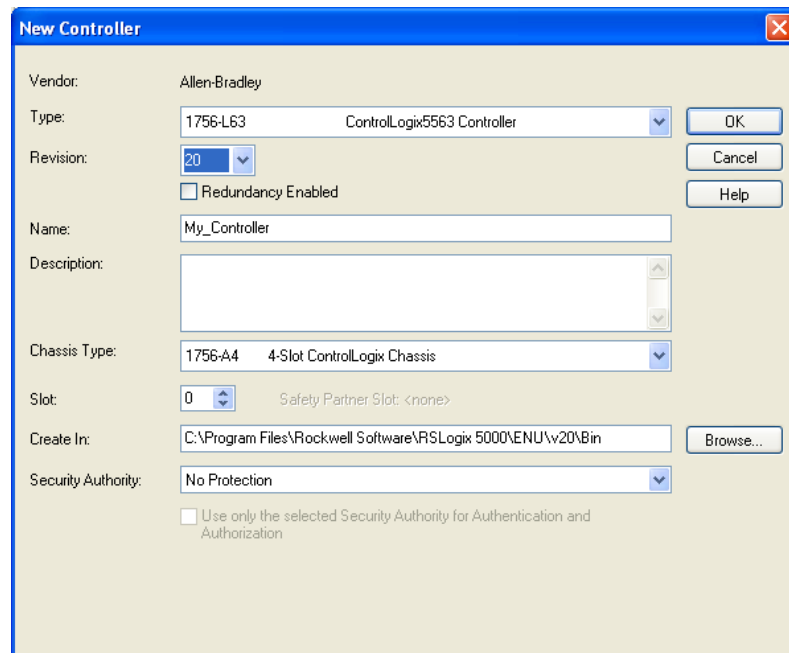 New Controller
Vendor: Allen-Bradley
Type: 1756-L63 ControlLogix5563 Controller OK
Revision: 20 Cancel
Redundancy Enabled Help
Name: My_Controller
Description:
Chassis Type: 1756-A4 4-Slot ControlLogix Chassis
Slot: 0 Safety Partner Slot: <none>
Create In: C:\Program Files\Rockwell Software\RSLogix 5000\ENU\v20\Bin Browse...
Security Authority: No Protection
Use only the selected Security Authority for Authentication and
Authorization